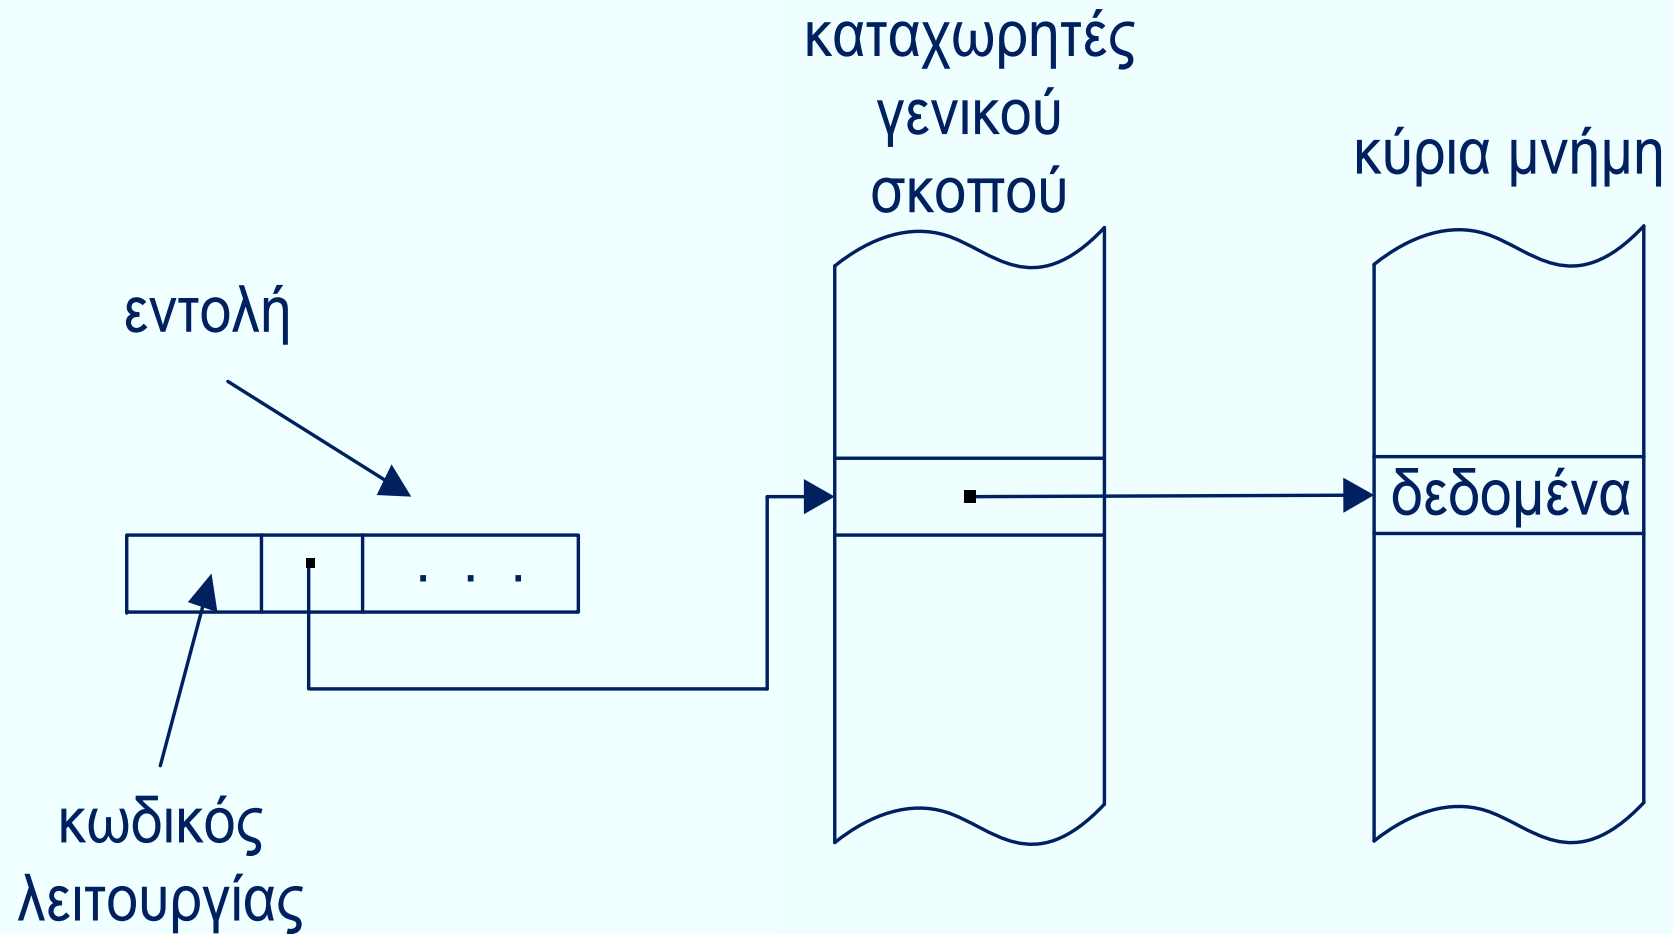 καταχωρητές
γενικού
σκοπού
κύρια μνήμη
εντολή
δεδομένα
. . .
κωδικός
λειτουργίας